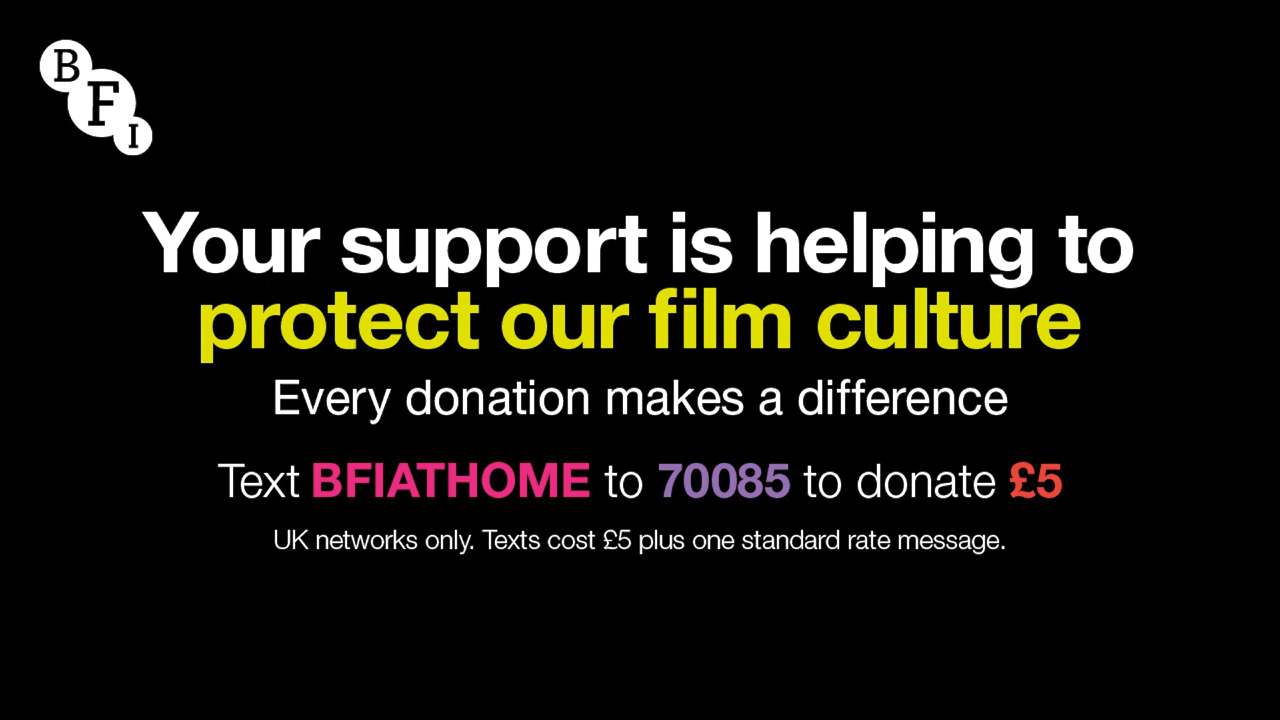 BFI
Your support is helping to
protect our film culture
Every donation makes a difference
Text BFIATHOME to 70085 to donate £5
UK networks only. Texts cost £5 plus one standard rate message.